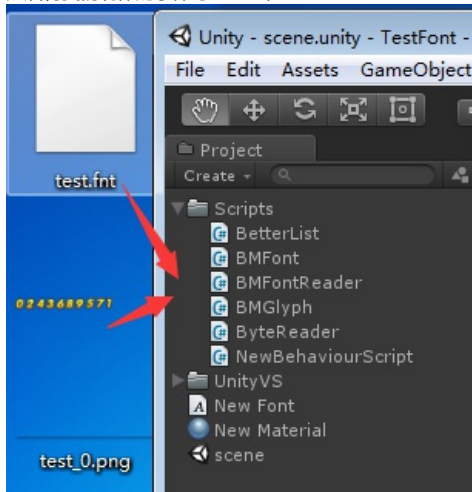 Unity - scene.unity - TestFont -
File Edit Assets GameObject
Project
Create
test.fnt
Scripts
BetterList
BMFont
BMFontReader
BMGlyph
ByteReader
NewBehaviourScript
UnityVS
New Font
New Material
scene
0243689571
test_0.png